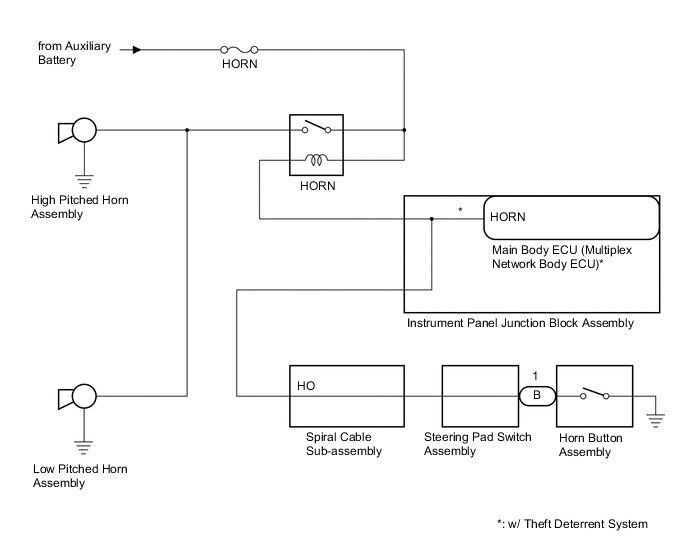 from Auxiliary
Battery
HORN
HORN
High Pitched Horn
Assembly
*
HORN
Main Body ECU (Multiplex
Network Body ECU)*
Instrument Panel Junction Block Assembly
HO
1
B
Spiral Cable
Sub-assembly
Steering Pad Switch
Assembly
Horn Button
Assembly
Low Pitched Horn
Assembly
*: w/ Theft Deterrent System